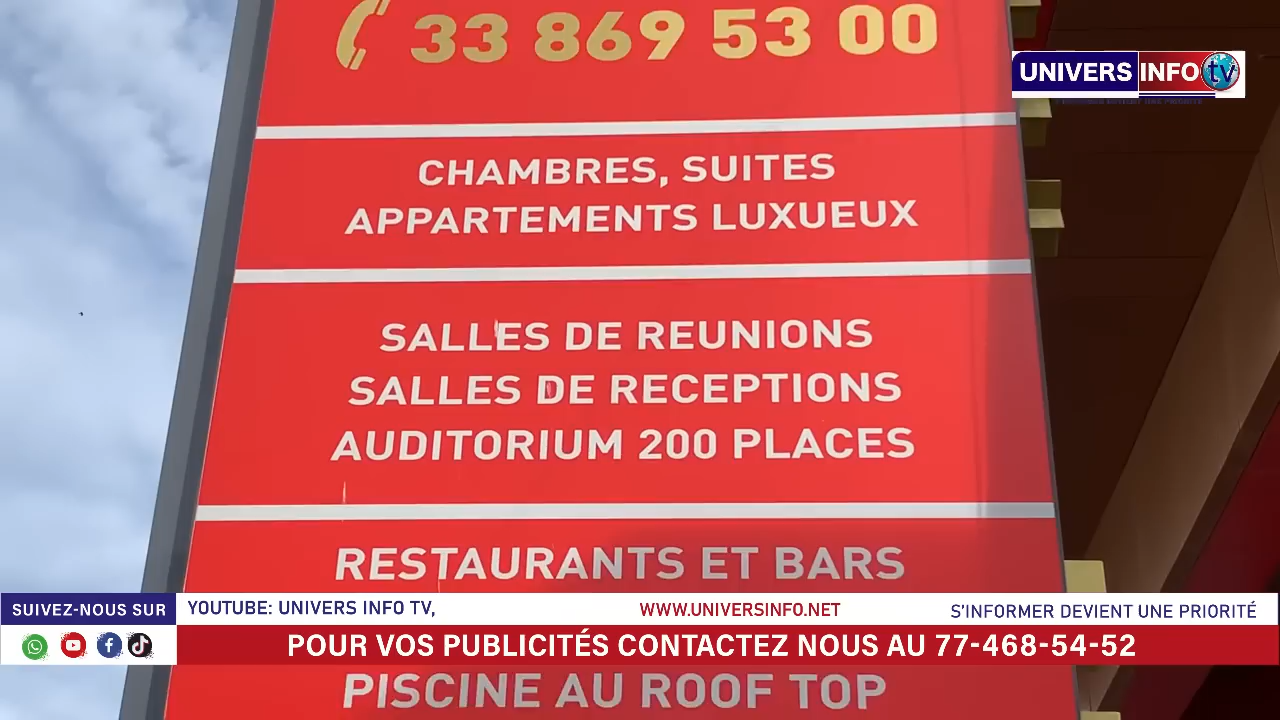 33 869 53 00
UNIVERS INFO tv
CHAMBRES, SUITES
APPARTEMENTS LUXUEUX
SALLES DE REUNIONS
SALLES DE RECEPTIONS
AUDITORIUM 200 PLACES
RESTAURANTS ET BARS
SUIVEZ-NOUS SUR
YOUTUBE: UNIVERS INFO TV,
WWW.UNIVERSINFO.NET
S'INFORMER DEVIENT UNE PRIORITÉ
POUR VOS PUBLICITÉS CONTACTEZ NOUS AU 77-468-54-52
PISCINE AU ROOF TOP